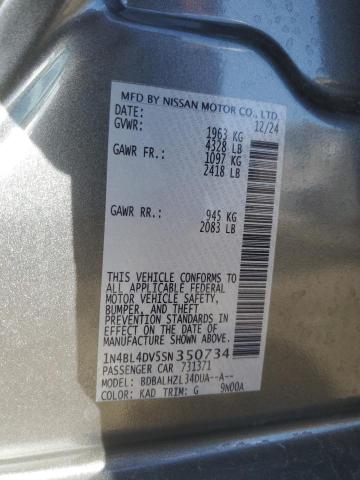 MFD BY NISSAN MOTOR CO., LTD.
DATE: 12/24
GVWR: 1963 KG
4328 LB
GAWR FR.: 1097 KG
2418 LB
GAWR RR.: 945 KG
2083 LB
THIS VEHICLE CONFORMS TO
ALL APPLICABLE FEDERAL
MOTOR VEHICLE SAFETY,
BUMPER, AND THEFT
PREVENTION STANDARDS IN
EFFECT ON THE DATE OF
MANUFACTURE SHOWN ABOVE.
1N4BL4DV5SN350734
PASSENGER CAR 731371
MODEL: BDBALHZL34DUA--A--
COLOR: KAD TRIM: G 9N00A